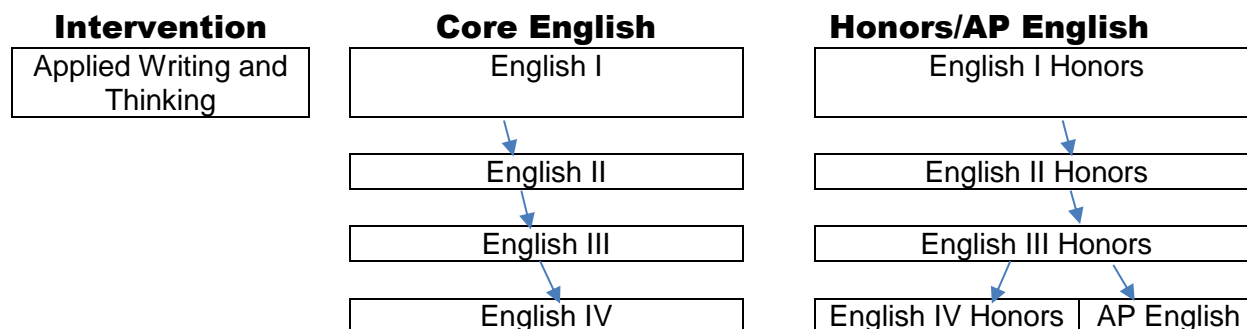 Intervention
Core English
Honors/AP English
Applied Writing and
Thinking
English I
English I Honors
English II
English II Honors
English III
English III Honors
English IV
English IV Honors
AP English